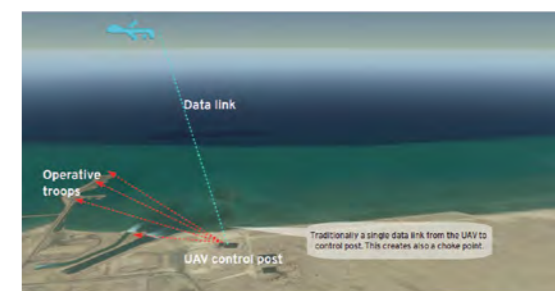 Data link
Operative
troops
Traditionally a single data link from the UAV to
control post. This creates also a choke point.
UAV control post